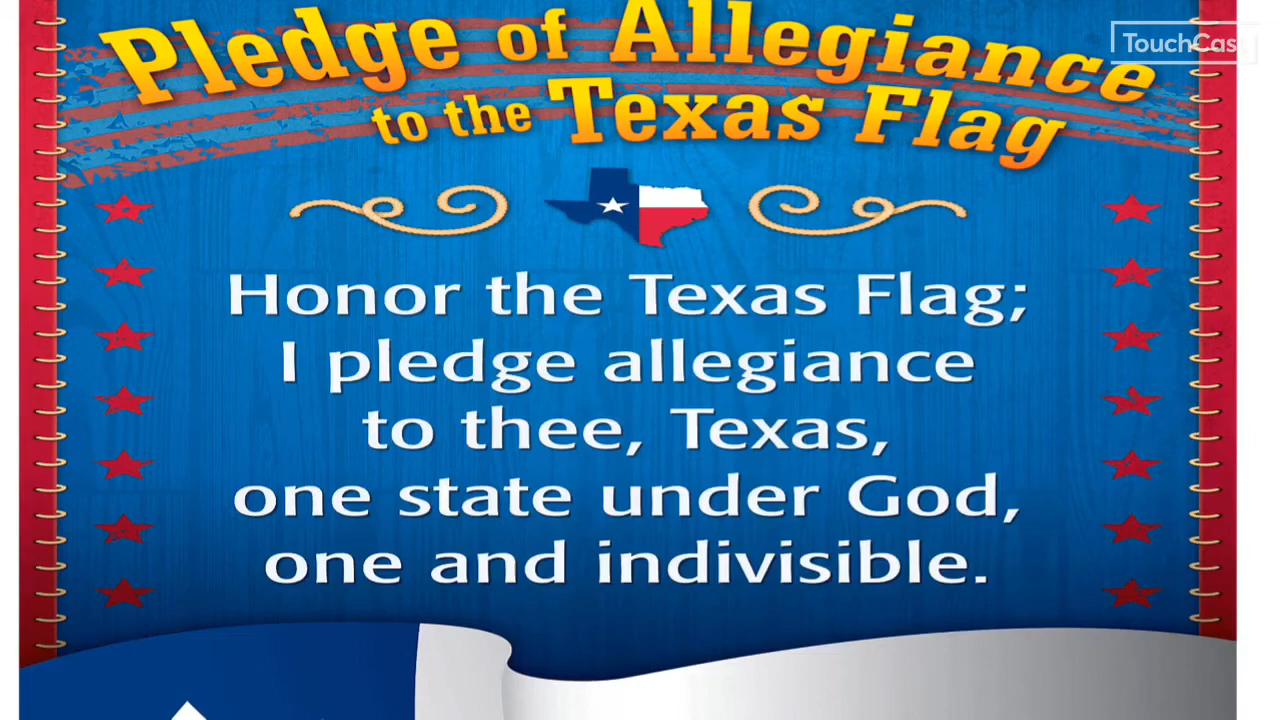 Pledge of Allegiance
to the Texas Flag
TouchCast
Honor the Texas Flag;
I pledge allegiance
to thee, Texas,
one state under God,
one and indivisible.